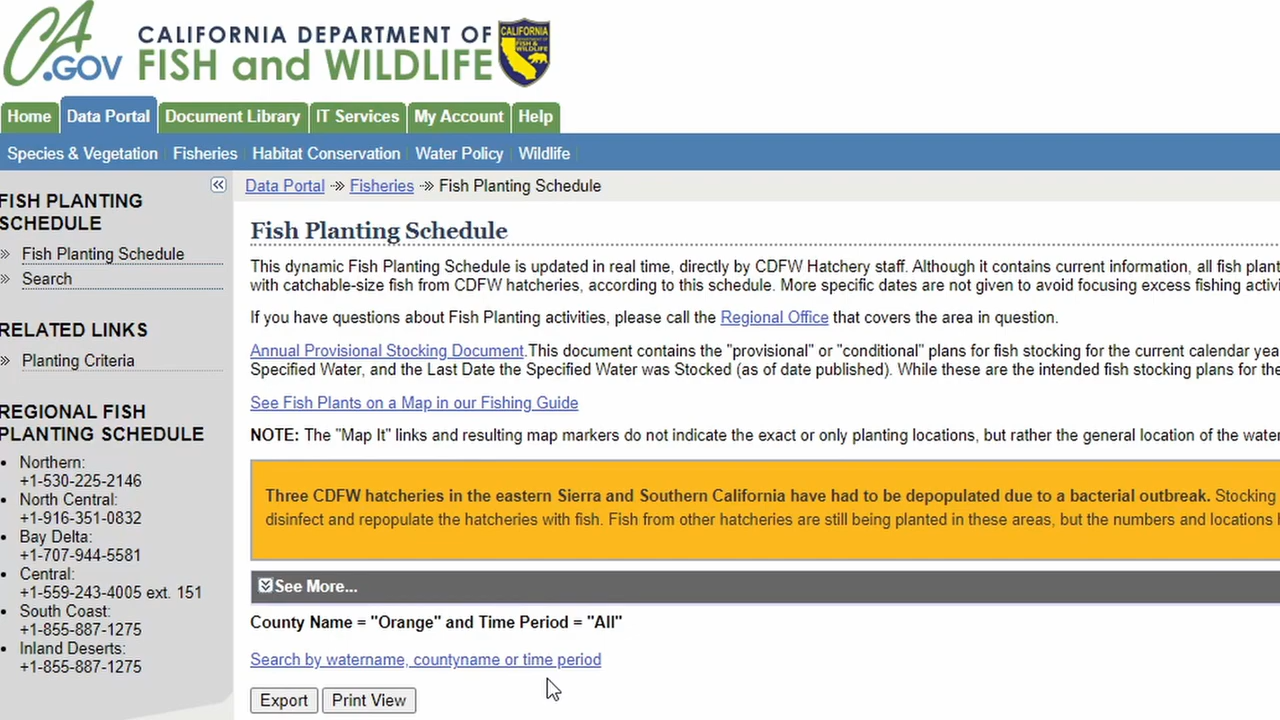 CA
.GOV
CALIFORNIA DEPARTMENT OF
FISH and WILDLIFE
CALIFORNIA
DEPARTMENT OF
FISH &
WILDLIFE
Home
Data Portal
Document Library
IT Services
My Account
Help
Species & Vegetation
Fisheries
Habitat Conservation
Water Policy
Wildlife
FISH PLANTING
SCHEDULE
Fish Planting Schedule
Search
RELATED LINKS
Planting Criteria
REGIONAL FISH
PLANTING SCHEDULE
Northern:
+1-530-225-2146
North Central:
+1-916-351-0832
Bay Delta:
+1-707-944-5581
Central:
+1-559-243-4005 ext. 151
South Coast:
+1-855-887-1275
Inland Deserts:
+1-855-887-1275
Data Portal
Fisheries
Fish Planting Schedule
Fish Planting Schedule
This dynamic Fish Planting Schedule is updated in real time, directly by CDFW Hatchery staff. Although it contains current information, all fish plant
with catchable-size fish from CDFW hatcheries, according to this schedule. More specific dates are not given to avoid focusing excess fishing activi
If you have questions about Fish Planting activities, please call the Regional Office that covers the area in question.
Annual Provisional Stocking Document.This document contains the "provisional" or "conditional" plans for fish stocking for the current calendar yea
Specified Water, and the Last Date the Specified Water was Stocked (as of date published). While these are the intended fish stocking plans for the
See Fish Plants on a Map in our Fishing Guide
NOTE: The "Map It" links and resulting map markers do not indicate the exact or only planting locations, but rather the general location of the water
Three CDFW hatcheries in the eastern Sierra and Southern California have had to be depopulated due to a bacterial outbreak. Stocking
disinfect and repopulate the hatcheries with fish. Fish from other hatcheries are still being planted in these areas, but the numbers and locations
See More...
County Name = "Orange" and Time Period = "All"
Search by watername, countyname or time period
Export
Print View